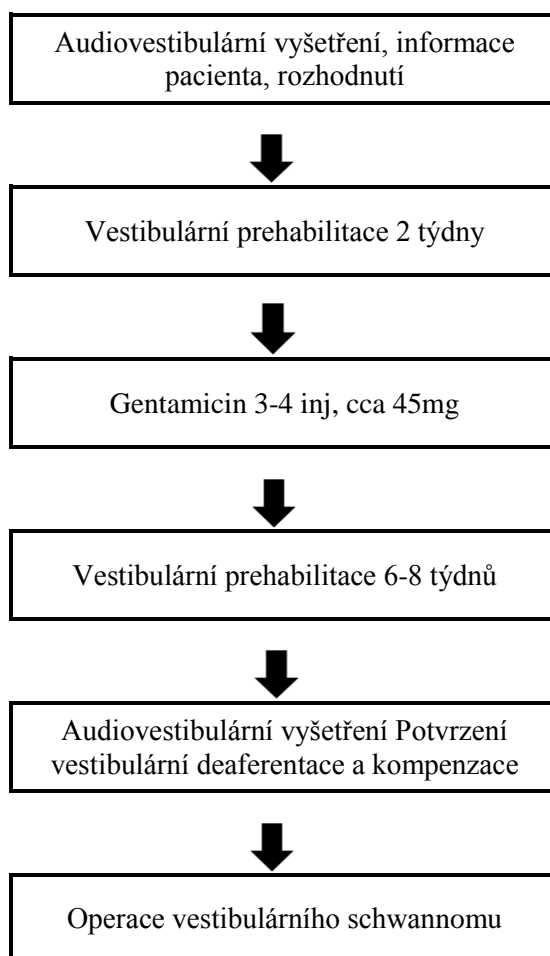 Audiovestibulární vyšetření, informace
pacienta, rozhodnutí
Vestibulární prehabilitace 2 týdny
Gentamicin 3-4 inj, cca 45mg
Vestibulární prehabilitace 6-8 týdnů
Audiovestibulární vyšetření Potvrzení
vestibulární deaferentace a kompenzace
Operace vestibulárního schwannomu